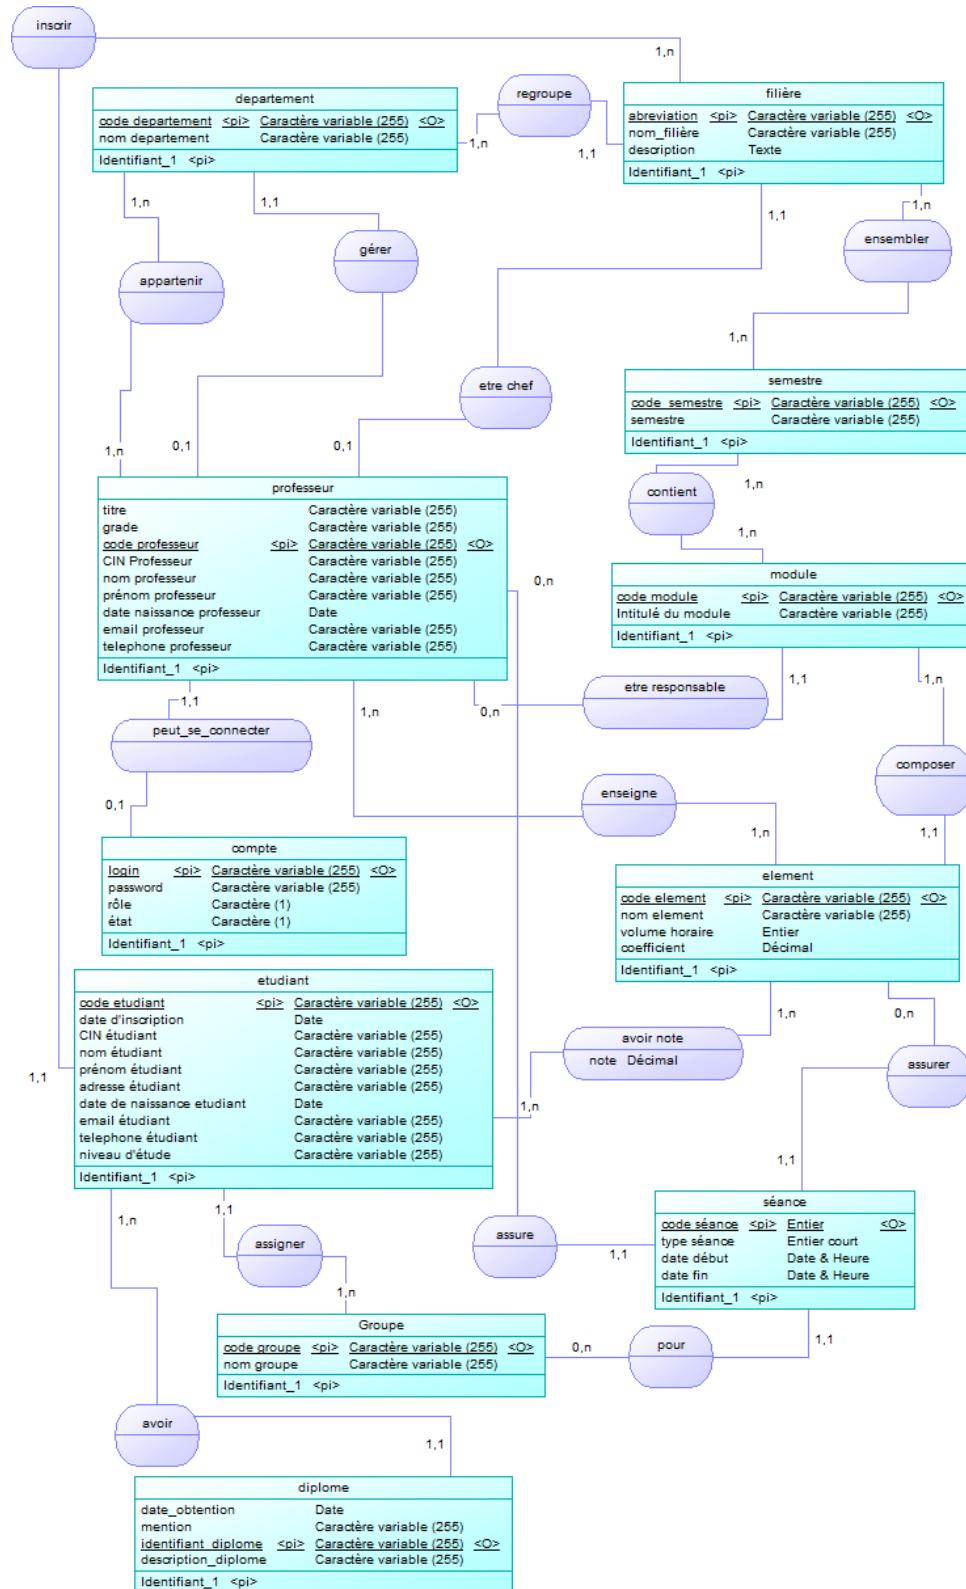 inscrir
1,n
departement
code departement <pi> Caractère variable (255) <O>
nom departement Caractère variable (255)
Identifiant_1 <pi>
regroupe
1,n
1,1
filière
abreviation <pi> Caractère variable (255) <O>
nom_filière Caractère variable (255)
description Texte
Identifiant_1 <pi>
1,n
1,1
1,1
1,n
gérer
ensembler
appartenir
1,n
etre chef
semestre
code_semestre <pi> Caractère variable (255) <O>
semestre Caractère variable (255)
Identifiant_1 <pi>
1,n
0,1
0,1
1,n
contient
1,n
professeur
titre Caractère variable (255)
grade Caractère variable (255)
code professeur <pi> Caractère variable (255) <O>
CIN Professeur Caractère variable (255)
nom professeur Caractère variable (255)
prénom professeur Caractère variable (255)
date naissance professeur Date
email professeur Caractère variable (255)
telephone professeur Caractère variable (255)
Identifiant_1 <pi>
0,n
module
code module <pi> Caractère variable (255) <O>
Intitulé du module Caractère variable (255)
Identifiant_1 <pi>
1,1
1,n
0,n
etre responsable
1,1
1,n
peut_se_connecter
composer
0,1
enseigne
1,n
1,1
compte
login <pi> Caractère variable (255) <O>
password Caractère variable (255)
rôle Caractère (1)
état Caractère (1)
Identifiant_1 <pi>
element
code element <pi> Caractère variable (255) <O>
nom element Caractère variable (255)
volume horaire Entier
coefficient Décimal
Identifiant_1 <pi>
etudiant
code etudiant <pi> Caractère variable (255) <O>
date d'inscription Date
CIN étudiant Caractère variable (255)
nom étudiant Caractère variable (255)
prénom étudiant Caractère variable (255)
adresse étudiant Caractère variable (255)
date de naissance etudiant Date
email étudiant Caractère variable (255)
telephone étudiant Caractère variable (255)
niveau d'étude Caractère variable (255)
Identifiant_1 <pi>
1,1
1,n
0,n
avoir note
note Décimal
1,n
assurer
1,1
1,n
1,1
assigner
1,n
assure
1,1
séance
code séance <pi> Entier <O>
type séance Entier court
date début Date & Heure
date fin Date & Heure
Identifiant_1 <pi>
Groupe
code groupe <pi> Caractère variable (255) <O>
nom groupe Caractère variable (255)
Identifiant_1 <pi>
0,n
pour
1,1
avoir
1,1
diplome
date_obtention Date
mention Caractère variable (255)
identifiant_diplome <pi> Caractère variable (255) <O>
description_diplome Caractère variable (255)
Identifiant_1 <pi>